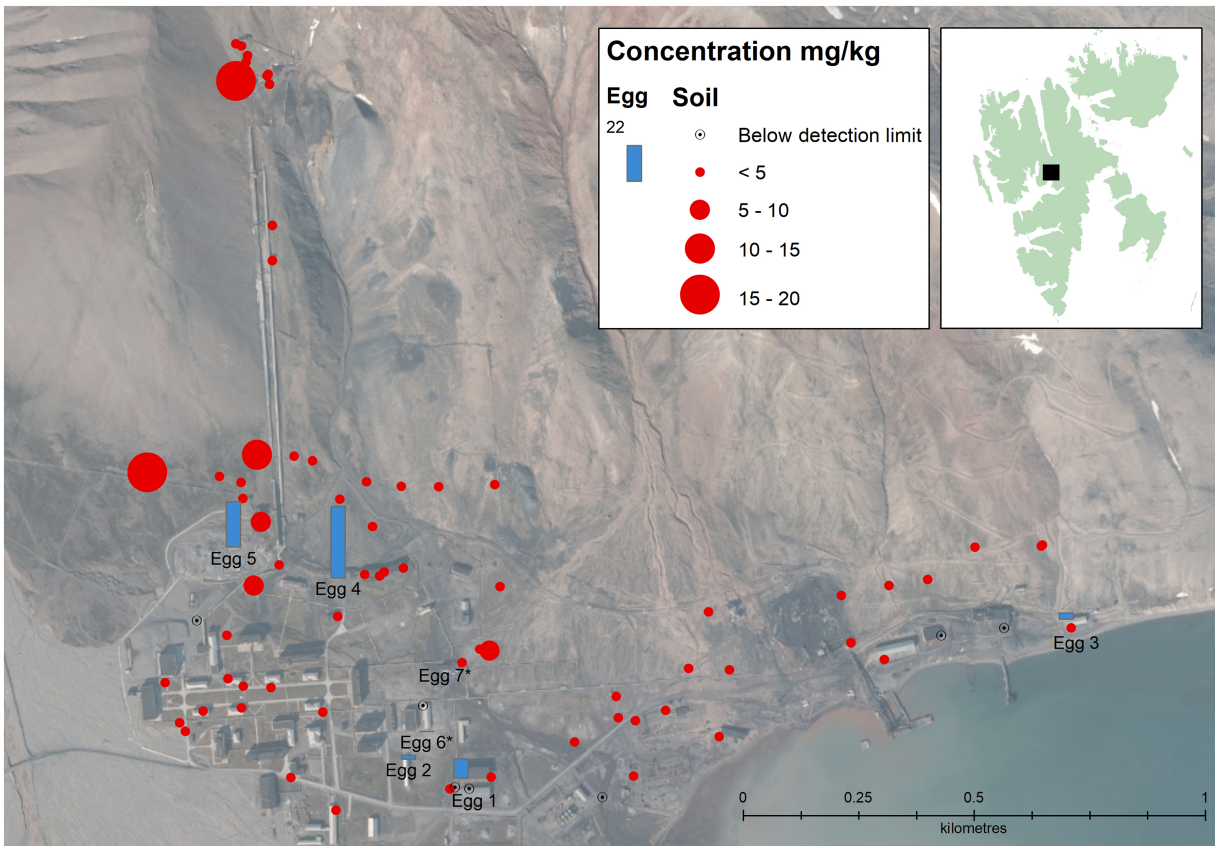 Concentration mg/kg
Egg Soil
22
Below detection limit
< 5
5 - 10
10 - 15
15 - 20
Egg 5
Egg 4
Egg 3
Egg 7*
Egg 6*
Egg 2
Egg 1
0 0.25 0.5 1
kilometres